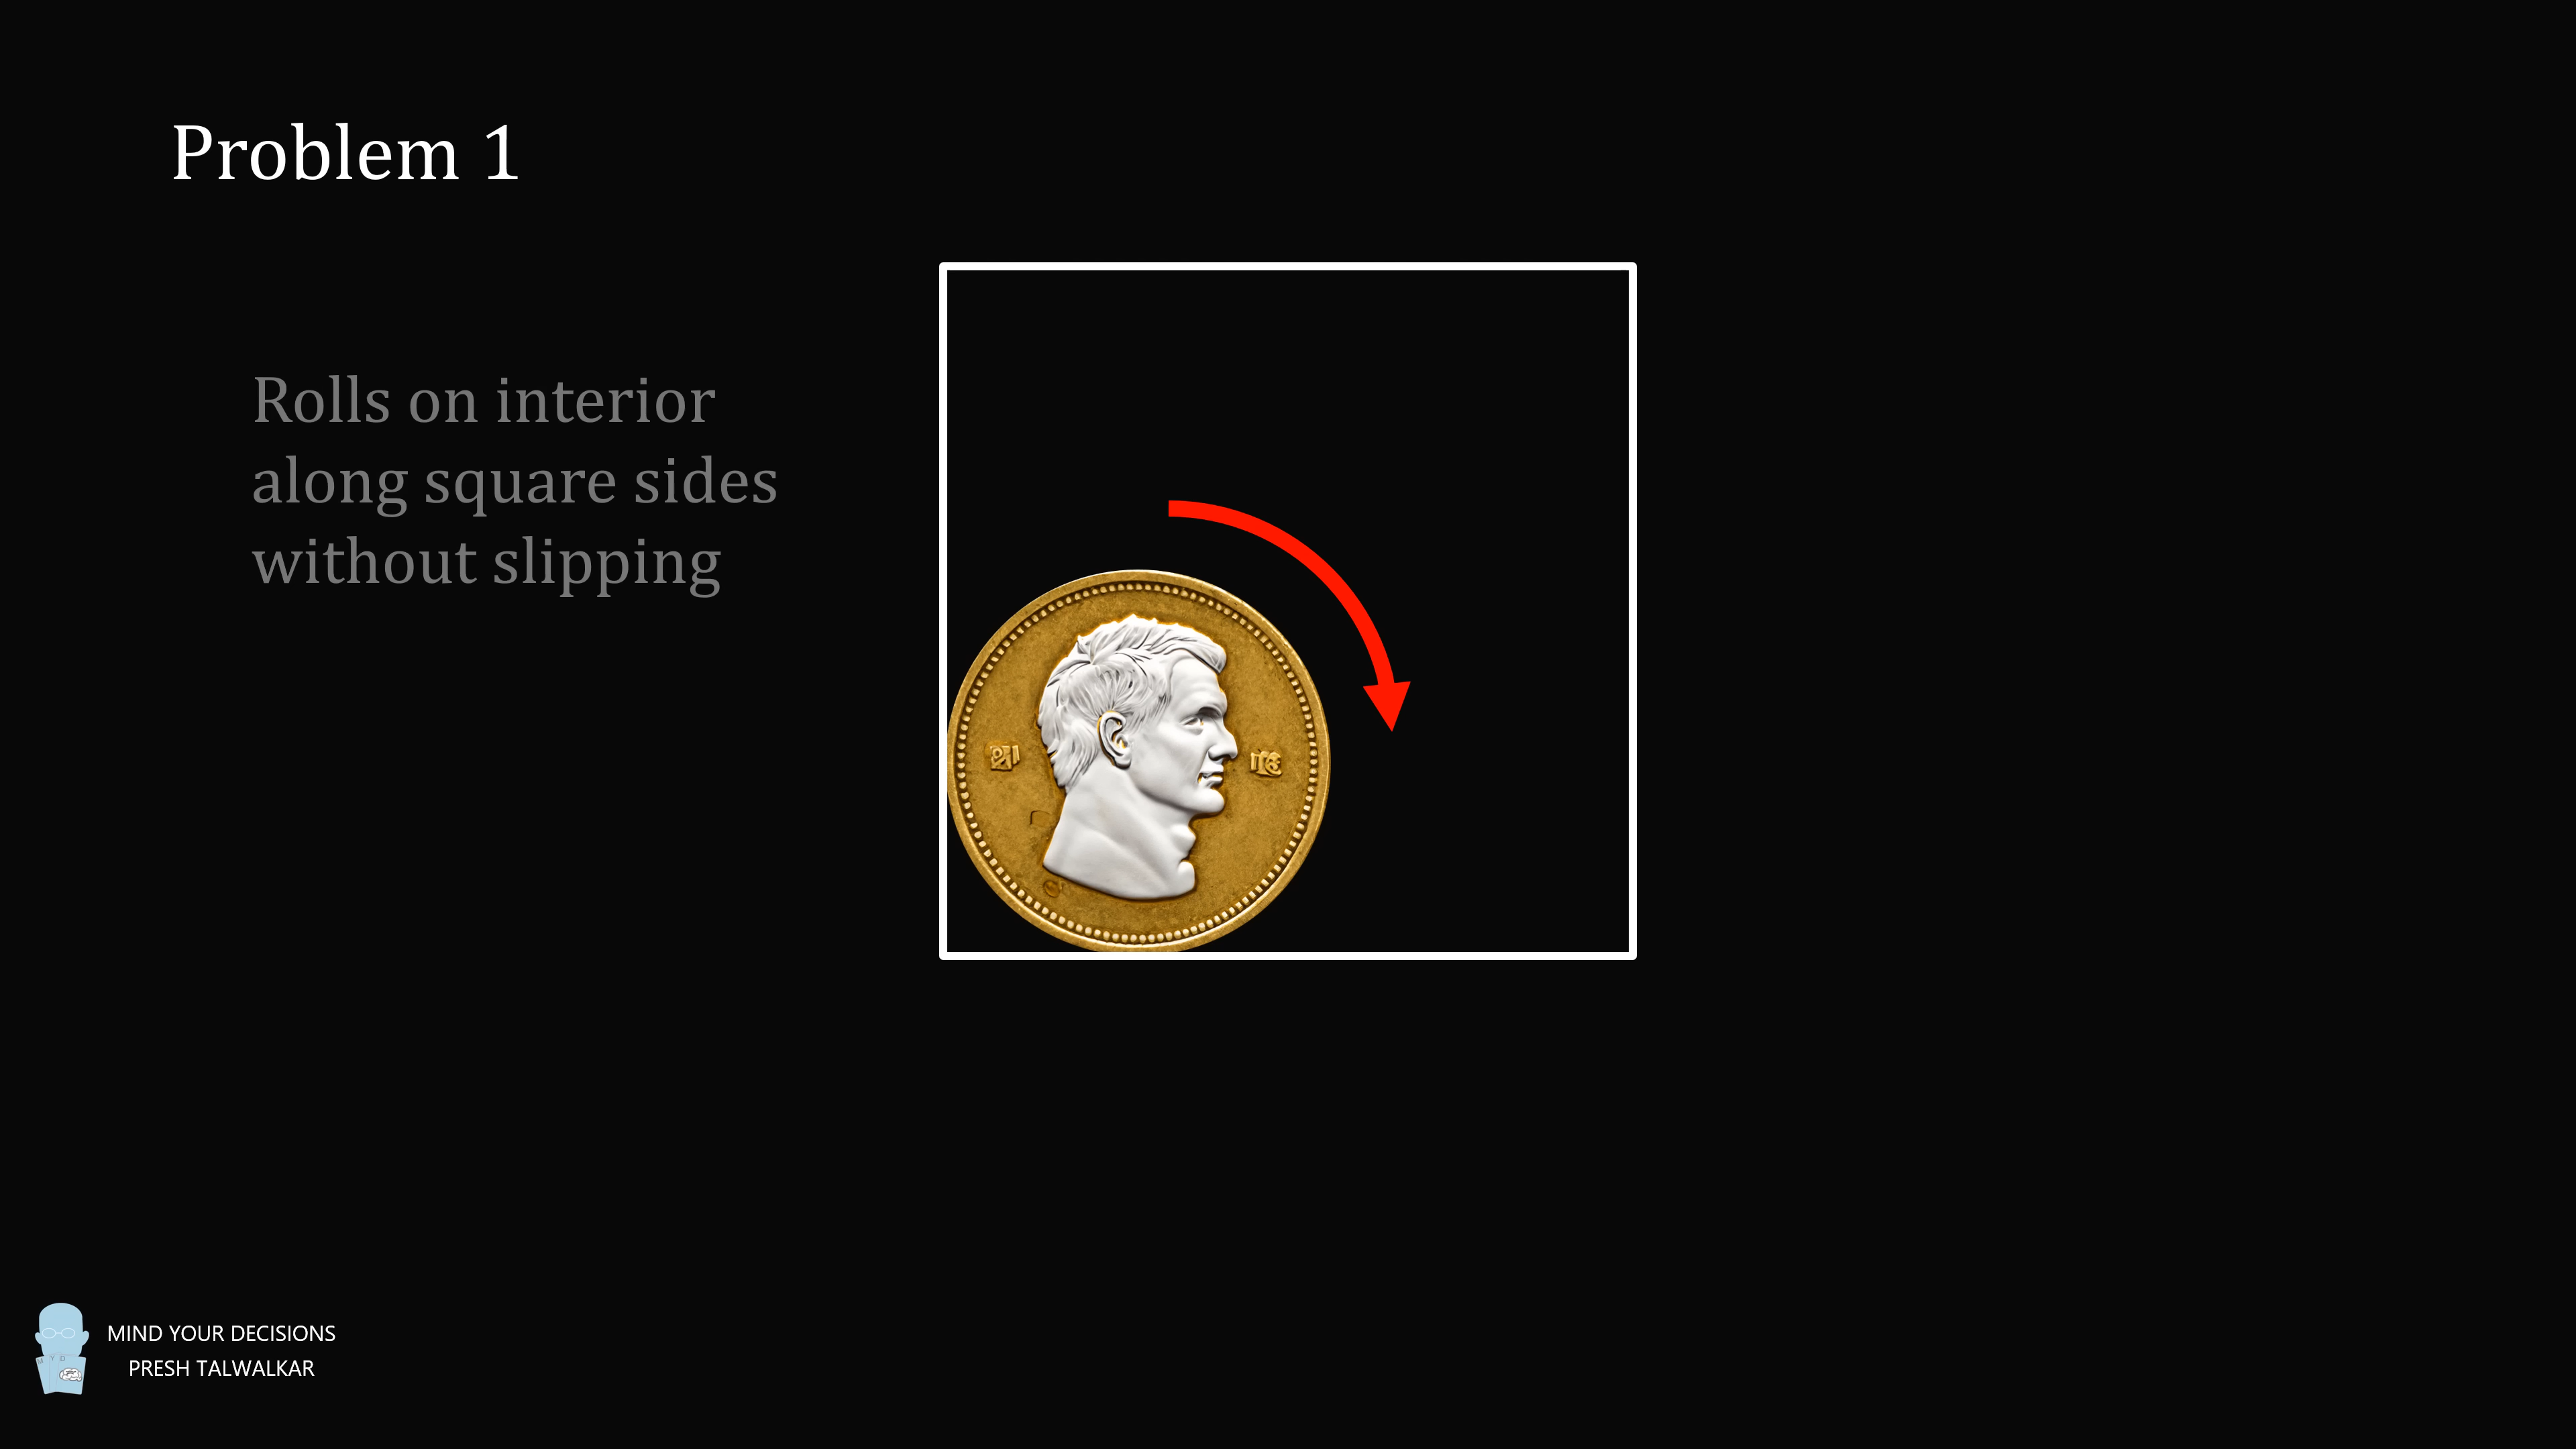 Problem 1
Rolls on interior
along square sides
without slipping
MIND YOUR DECISIONS
PRESH TALWALKAR